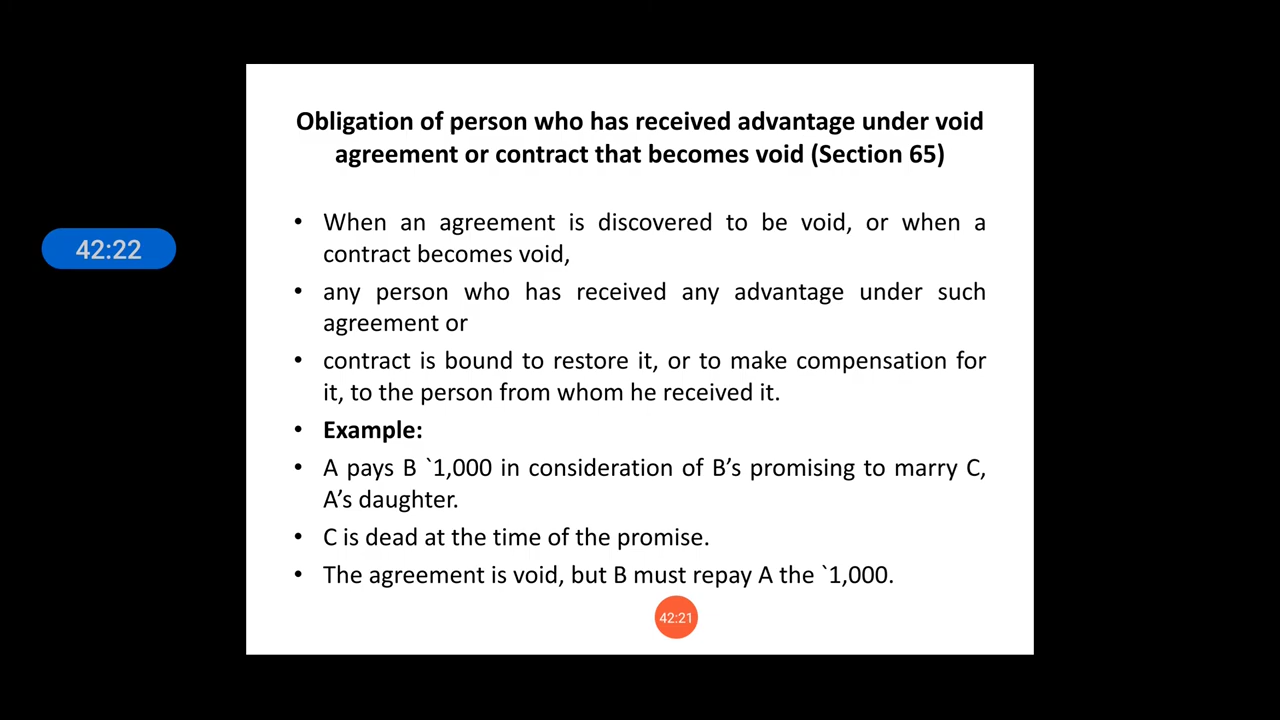 Obligation of person who has received advantage under void
agreement or contract that becomes void (Section 65)
• When an agreement is discovered to be void, or when a
contract becomes void,
42:22
• any person who has received any advantage under such
agreement or
• contract is bound to restore it, or to make compensation for
it, to the person from whom he received it.
• Example:
• A pays B `1,000 in consideration of B’s promising to marry C,
A’s daughter.
• C is dead at the time of the promise.
• The agreement is void, but B must repay A the `1,000.
42:21